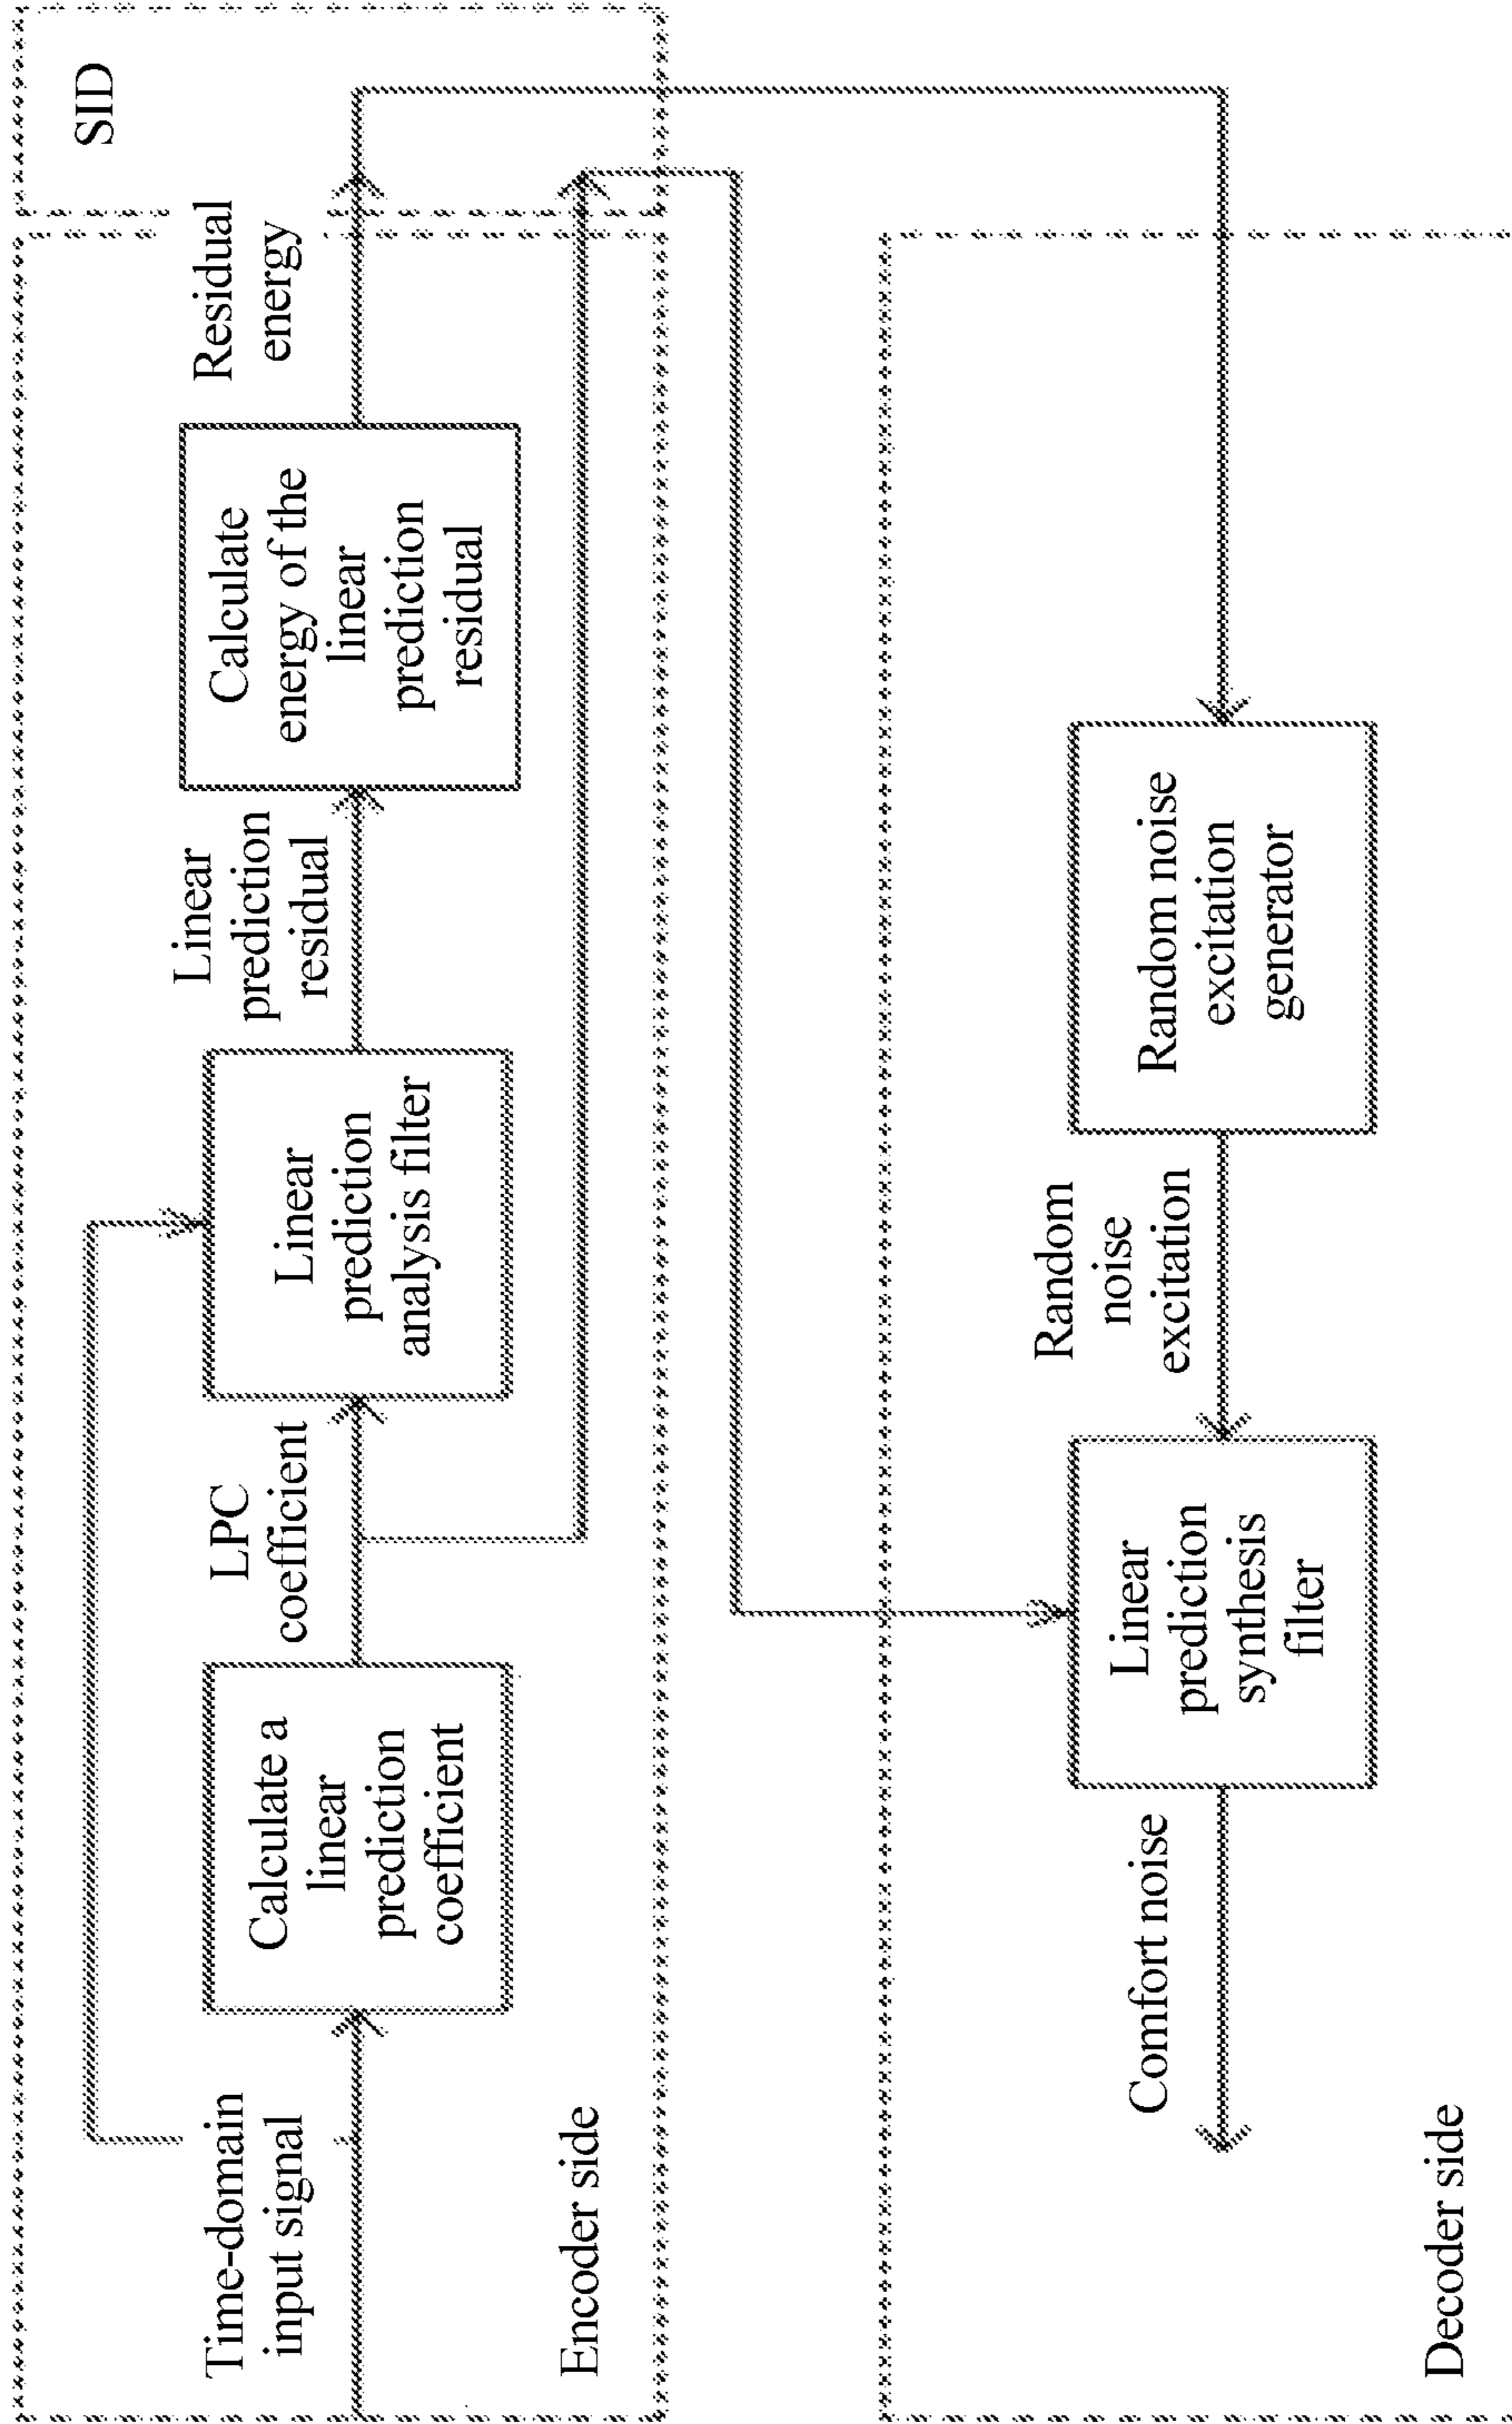 Time-domain
input signal
Calculate a
linear
prediction
coefficient
LPC
coefficient
Linear
prediction
analysis filter
Linear
prediction
residual
Calculate
energy of the
linear
prediction
residual
Residual
energy
SID
Encoder side
Comfort noise
Linear
prediction
synthesis
filter
Random
noise
excitation
Random noise
excitation
generator
Decoder side